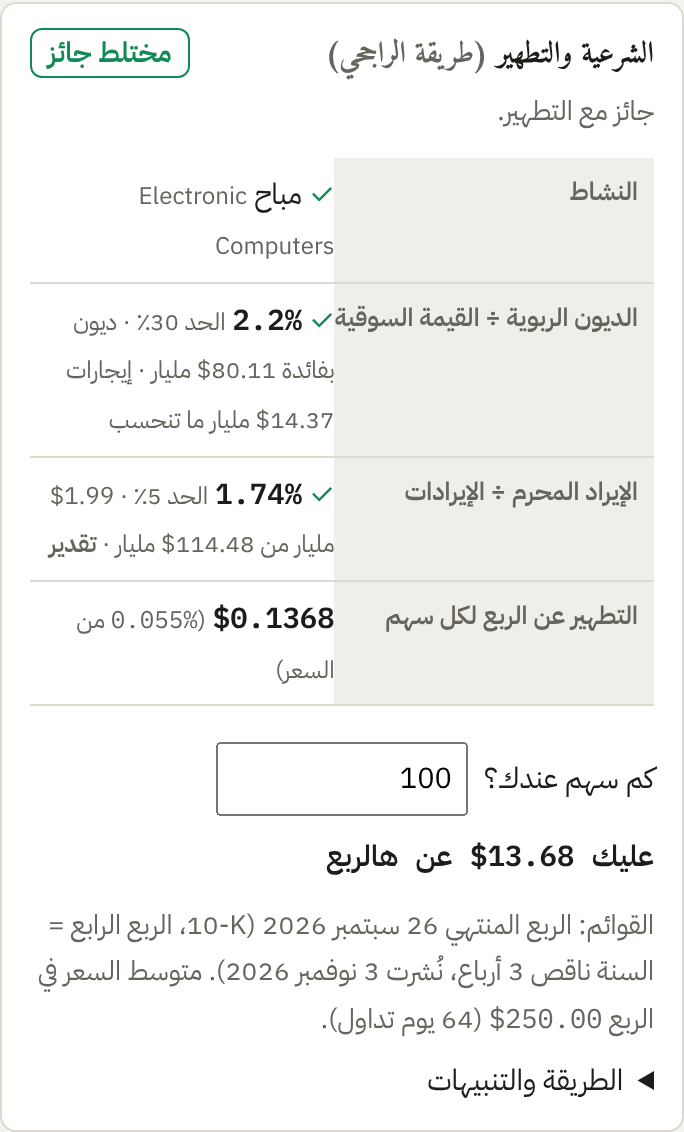 الشرعية والتطهير (طريقة الراجحي)
مختلط جائز
جائز مع التطهير.
النشاط
✓ مباح Electronic
Computers
الديون الربوية ÷ القيمة السوقية
✓ 2.2% الحد 30٪ · ديون
بفائدة $80.11 مليار · إيجارات
$14.37 مليار ما تنحسب
الإيراد المحرم ÷ الإيرادات
✓ 1.74% الحد 5٪ · $1.99
مليار من $114.48 مليار · تقدير
التطهير عن الربع لكل سهم
$0.1368 (0.055% من
السعر)
كم سهم عندك؟ 100
عليك $13.68 عن هالربع
القوائم: الربع المنتهي 26 سبتمبر 2026 (10-K، الربع الرابع =
السنة ناقص 3 أرباع، نُشرت 3 نوفمبر 2026). متوسط السعر في
الربع $250.00 (64 يوم تداول).
◀ الطريقة والتنبيهات